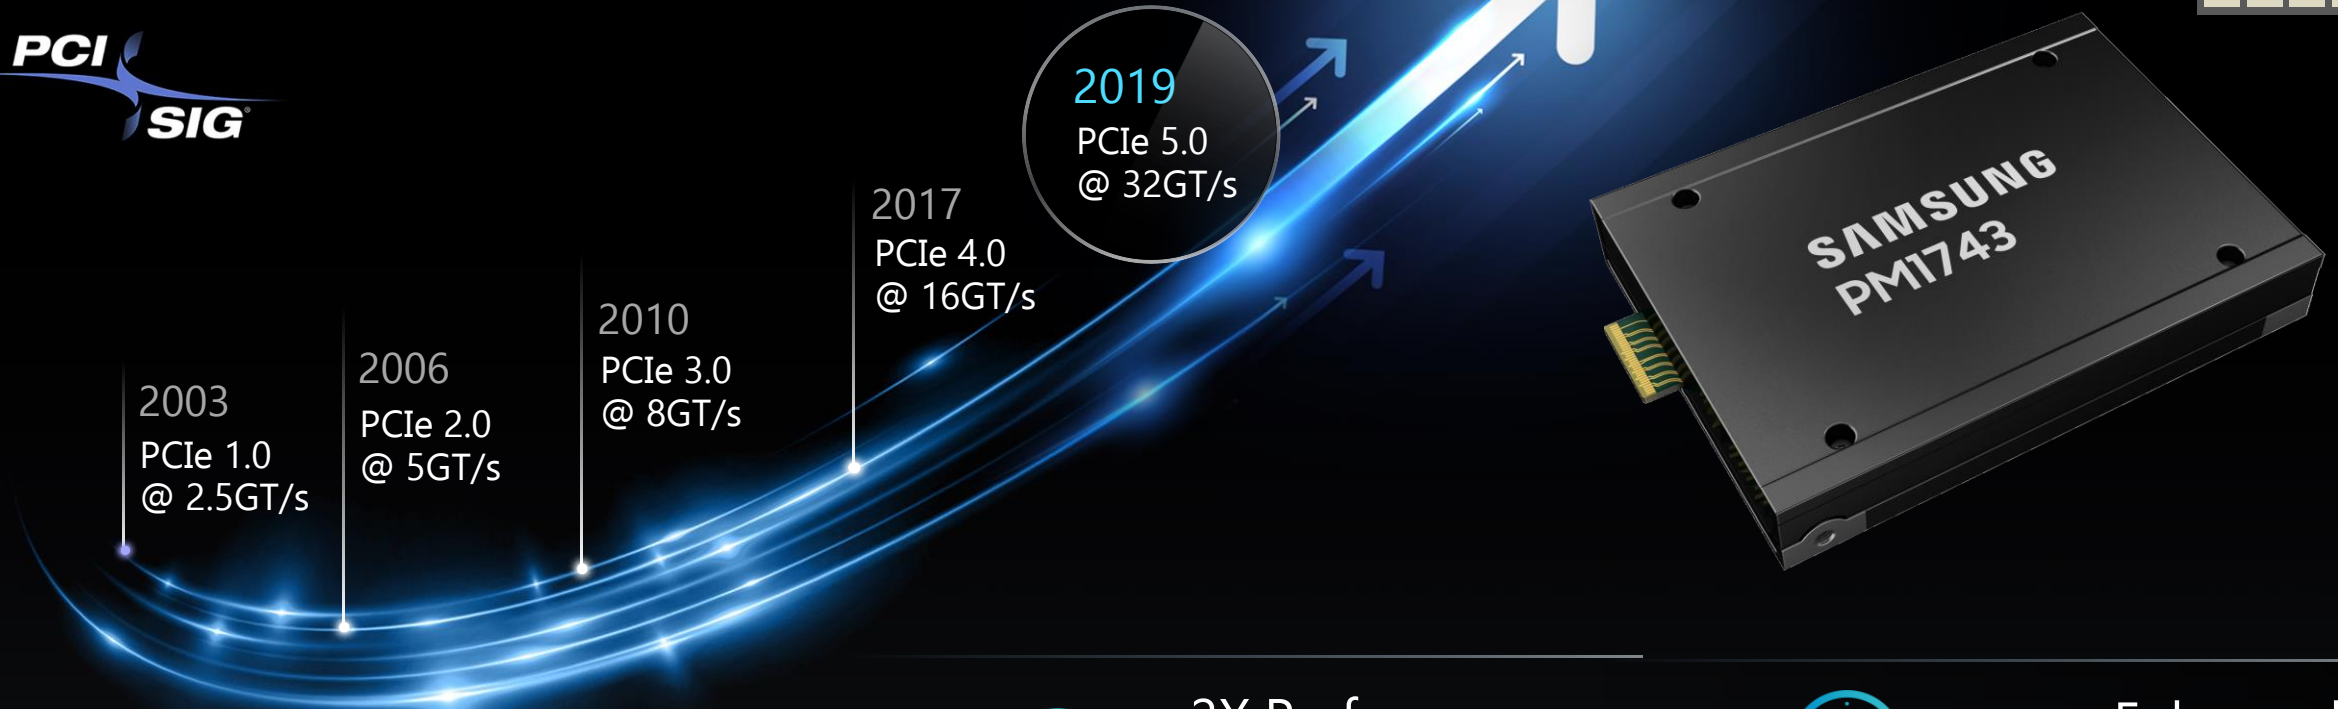 PCI
SIG
2003
PCIe 1.0
@ 2.5GT/s
2006
PCIe 2.0
@ 5GT/s
2010
PCIe 3.0
@ 8GT/s
2017
PCIe 4.0
@ 16GT/s
2019
PCIe 5.0
@ 32GT/s
SAMSUNG
PM1743